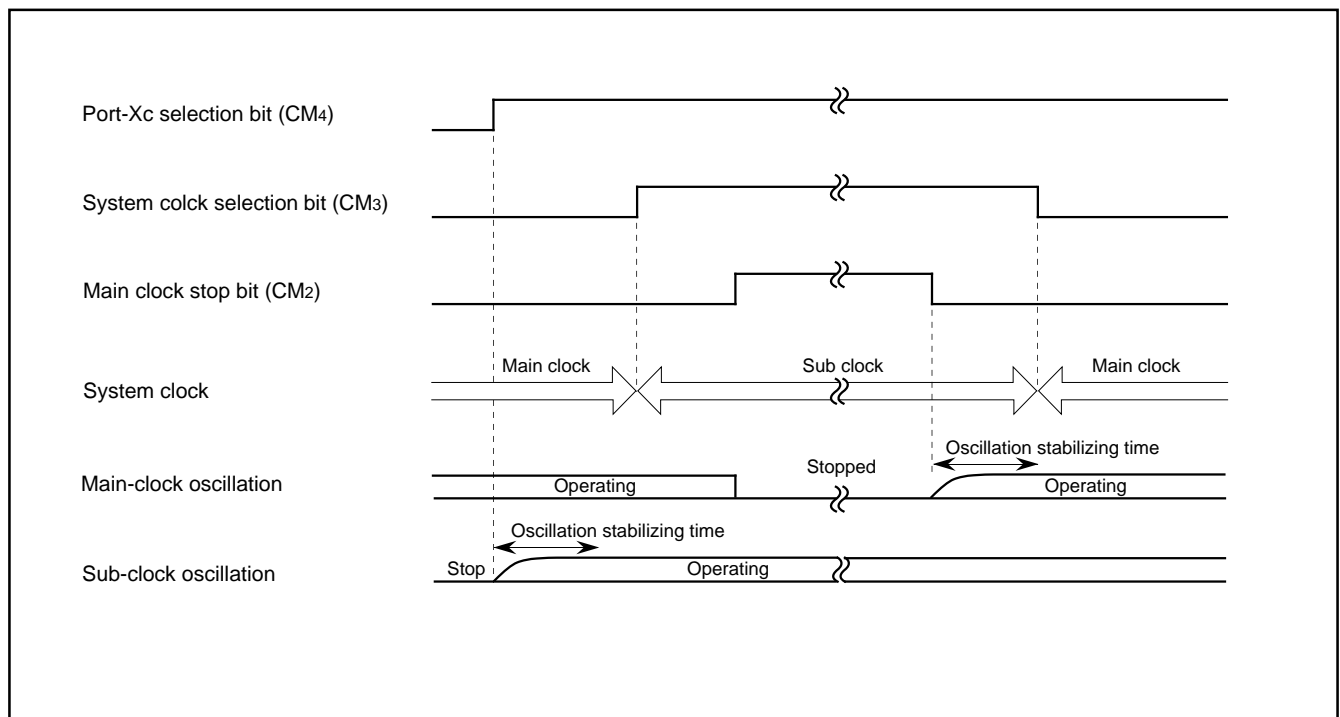 Port-Xc selection bit (CM4)
System colck selection bit (CM3)
Main clock stop bit (CM2)
System clock
Main clock
Sub clock
Main clock
Oscillation stabilizing time
Main-clock oscillation
Operating
Stopped
Operating
Oscillation stabilizing time
Sub-clock oscillation
Stop
Operating